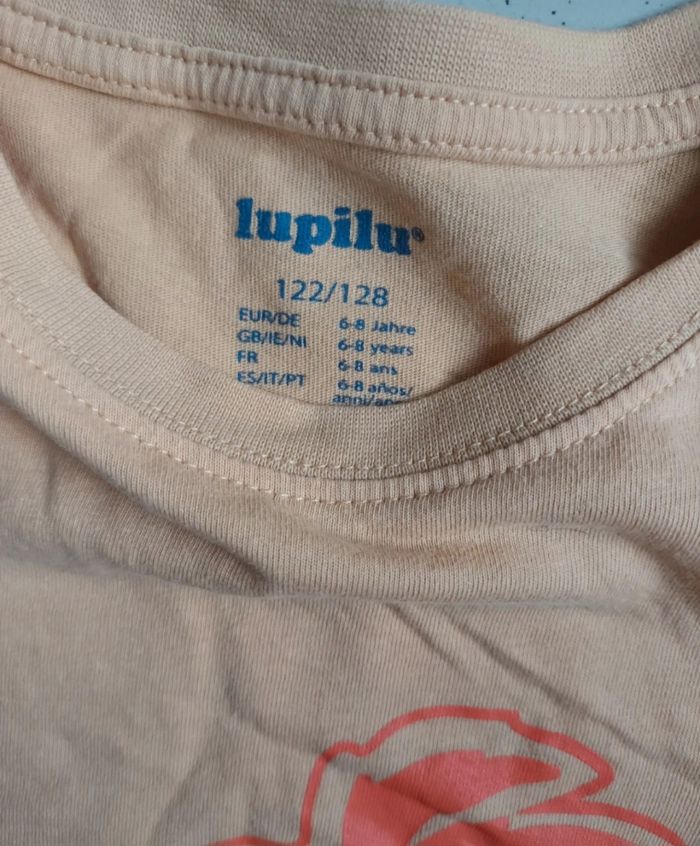 lupilu®
122/128
EUR/DE 6-8 Jahre
GB/IE/NI 6-8 years
FR 6-8 ans
ES/IT/PT 6-8 años/
anni/